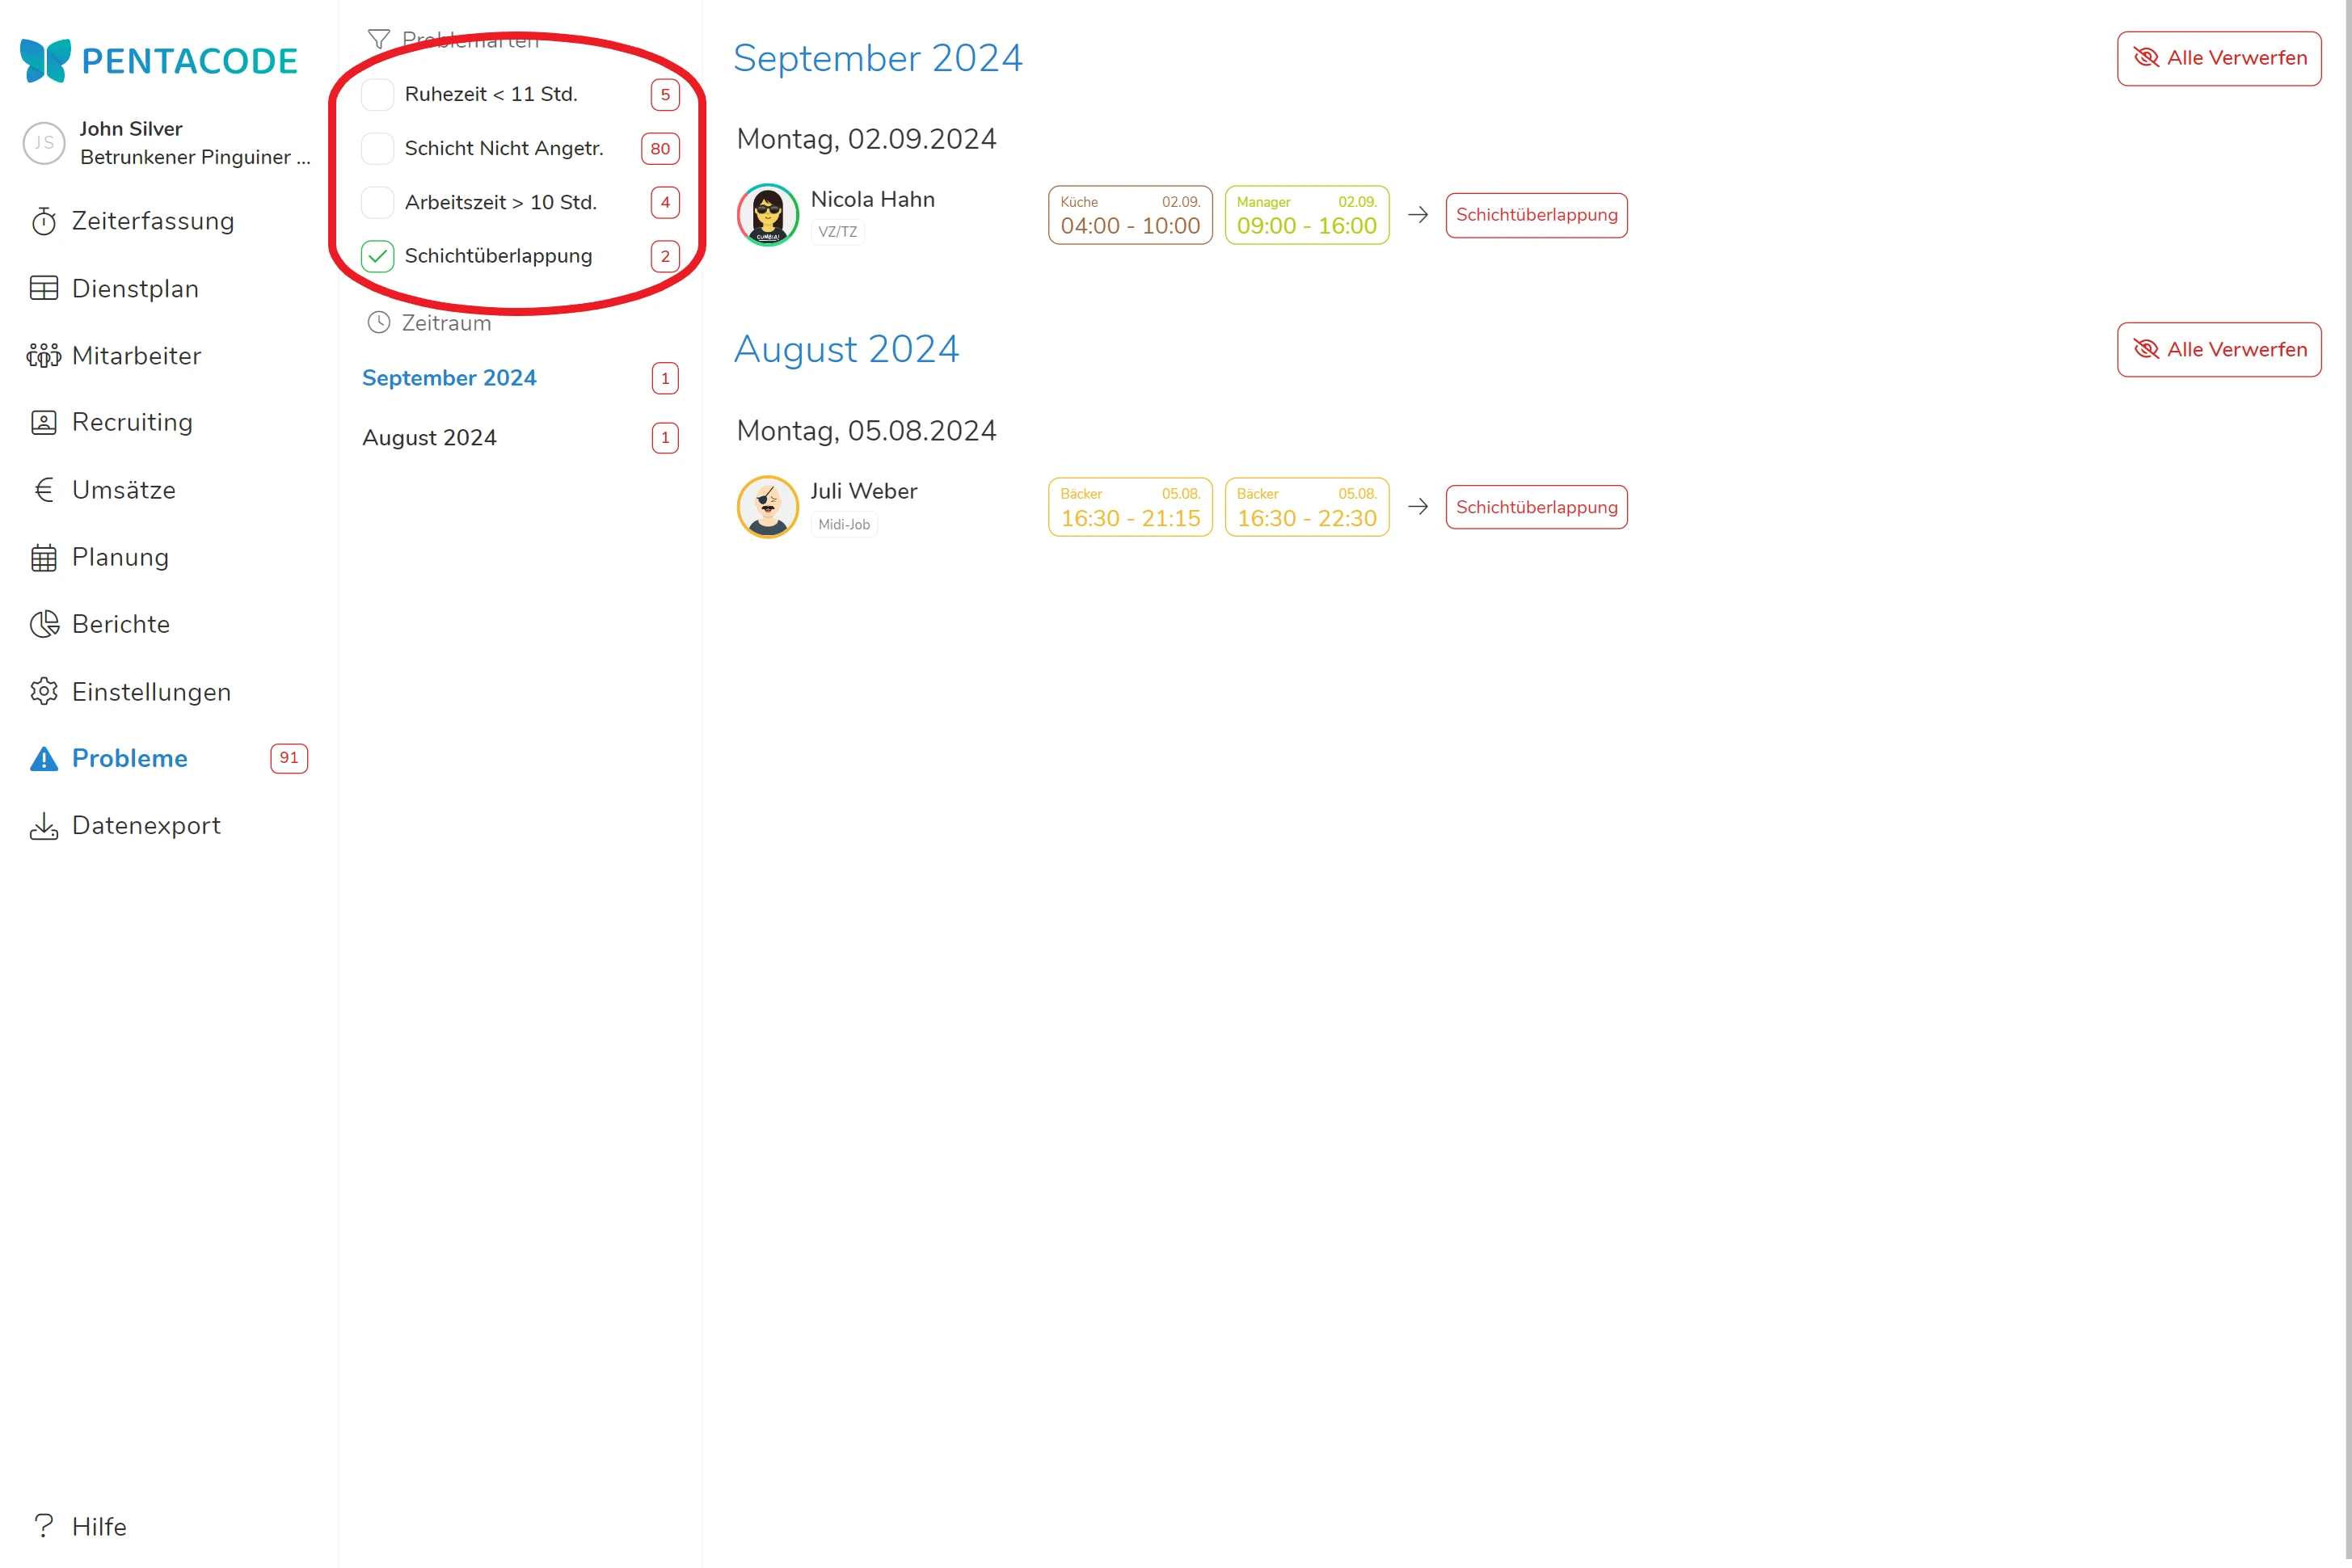 PENTACODE
JS
John Silver
Betrunkener Pinguiner ...
Zeiterfassung
Dienstplan
Mitarbeiter
Recruiting
Umsätze
Planung
Berichte
Einstellungen
Probleme 91
Datenexport
Hilfe
Problemarten
Ruhezeit < 11 Std. 5
Schicht Nicht Angetr. 80
Arbeitszeit > 10 Std. 4
Schichtüberlappung 2
Zeitraum
September 2024 1
August 2024 1
September 2024
Alle Verwerfen
Montag, 02.09.2024
Nicola Hahn
VZ/TZ
Küche 02.09.
04:00 - 10:00
Manager 02.09.
09:00 - 16:00
Schichtüberlappung
August 2024
Alle Verwerfen
Montag, 05.08.2024
Juli Weber
Midi-Job
Bäcker 05.08.
16:30 - 21:15
Bäcker 05.08.
16:30 - 22:30
Schichtüberlappung